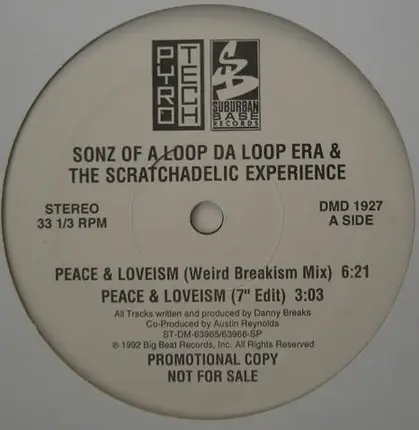 PYRO
TECH
SUBURBAN
BASE
RECORDS
SONZ OF A LOOP DA LOOP ERA &
THE SCRATCHADELIC EXPERIENCE
STEREO
33 1/3 RPM
DMD 1927
A SIDE
PEACE & LOVEISM (Weird Breakism Mix) 6:21
PEACE & LOVEISM (7" Edit) 3:03
All Tracks written and produced by Danny Breaks
Co-Produced by Austin Reynolds
ST-DM-63965/63966-SP
℗ 1992 Big Beat Records, Inc. All Rights Reserved
PROMOTIONAL COPY
NOT FOR SALE